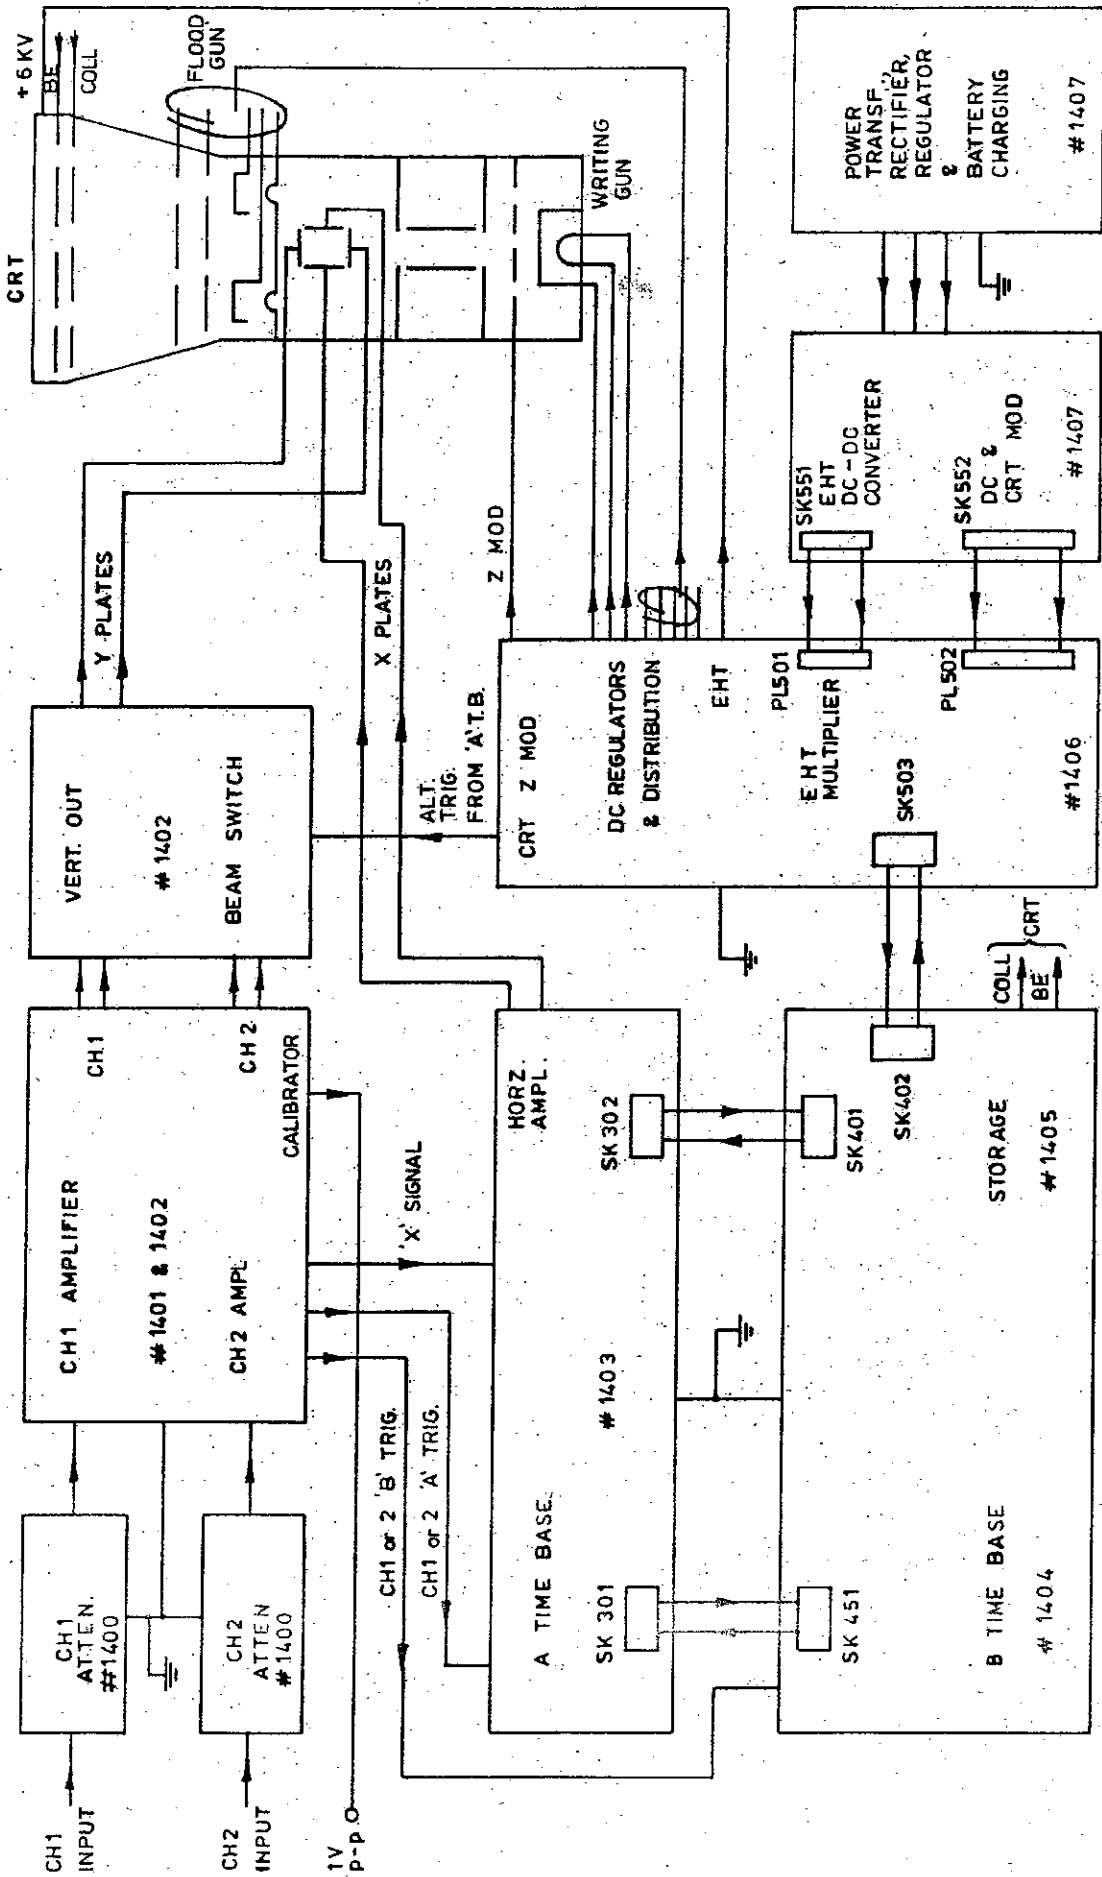 CH1
INPUT
CH2
INPUT
1V
p-p.
CH1
ATTEN.
#1400
CH2
ATTEN
#1400
CH1 AMPLIFIER
#1401 & 1402
CH2 AMPL
CH.1
CH 2
CALIBRATOR
VERT. OUT
#1402
BEAM SWITCH
Y PLATES
CRT
+6KV
BE
COLL
FLOOD
GUN
WRITING
GUN
CH1 or 2 'B' TRIG.
CH1 or 2 'A' TRIG.
'X' SIGNAL
ALT.
TRIG.
FROM 'A'T.B.
X PLATES
Z MOD
A TIME BASE
#1403
HORZ.
AMPL.
SK 301
SK 302
CRT Z MOD
DC REGULATORS
& DISTRIBUTION
EHT
EHT
MULTIPLIER
PL501
PL502
SK503
#1406
SK 451
SK401
SK402
B TIME BASE
#1404
STORAGE
#1405
COLL
BE
CRT
SK551
EHT
DC-DC
CONVERTER
SK552
DC &
CRT MOD
#1407
POWER
TRANSF.,
RECTIFIER,
REGULATOR
&
BATTERY
CHARGING
#1407